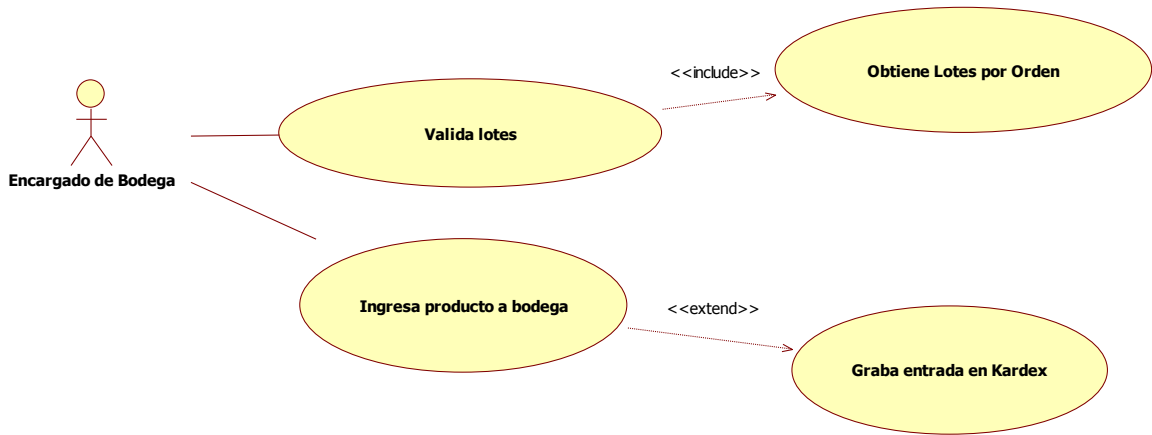 <<include>>
Obtiene Lotes por Orden
Valida lotes
Encargado de Bodega
Ingresa producto a bodega
<<extend>>
Graba entrada en Kardex